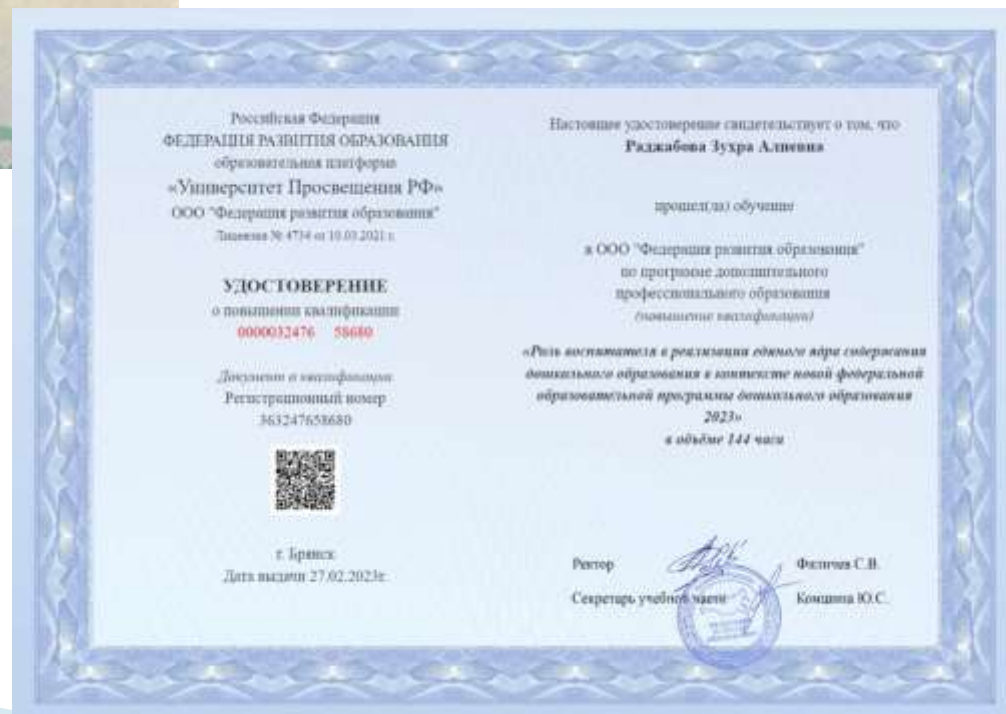 Российская Федерация
ФЕДЕРАЦИЯ РАЗВИТИЯ ОБРАЗОВАНИЯ
образовательная платформа
«Университет Просвещения РФ»
ООО "Федерация развития образования"
Лицензия № 4734 от 10.03.2021 г.
УДОСТОВЕРЕНИЕ
о повышении квалификации
0000032476 58680
Документ о квалификации
Регистрационный номер
363247658680
г. Брянск
Дата выдачи 27.02.2023г.
Настоящее удостоверение свидетельствует о том, что
Раджабова Зухра Алиевна
прошел(ла) обучение
в ООО "Федерация развития образования"
по программе дополнительного
профессионального образования
(повышение квалификации)
«Роль воспитателя в реализации единого ядра содержания
дошкольного образования в контексте новой федеральной
образовательной программы дошкольного образования
2023»
в объёме 144 часа
Ректор
С.В.
Секретарь учебной части
Ю.С.